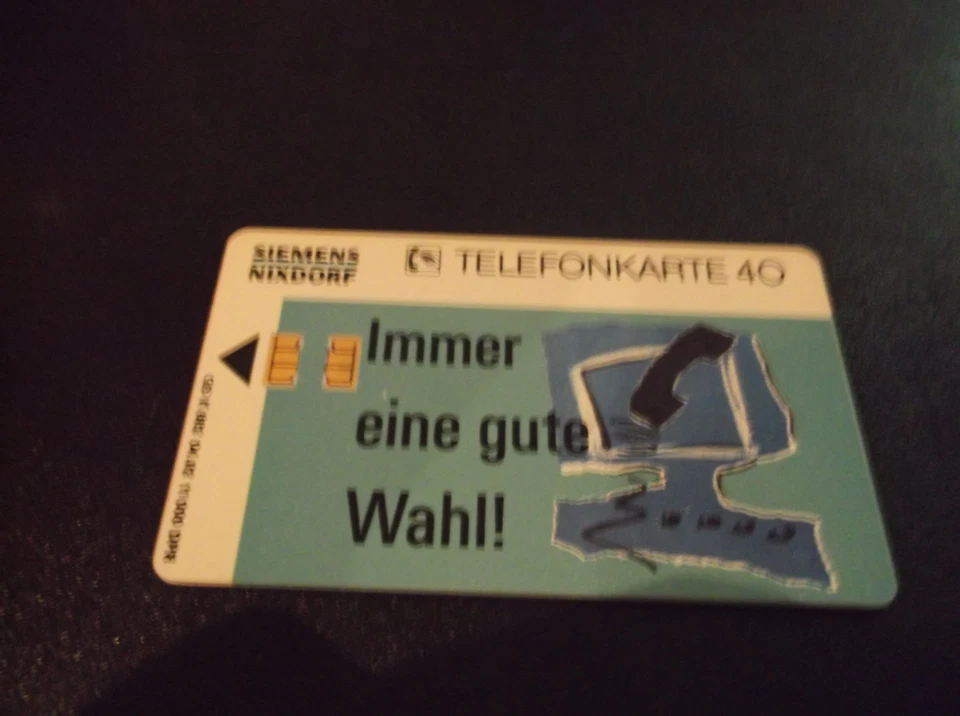 SIEMENS
NIXDORF
TELEFONKARTE 40
Immer
eine gute
Wahl!